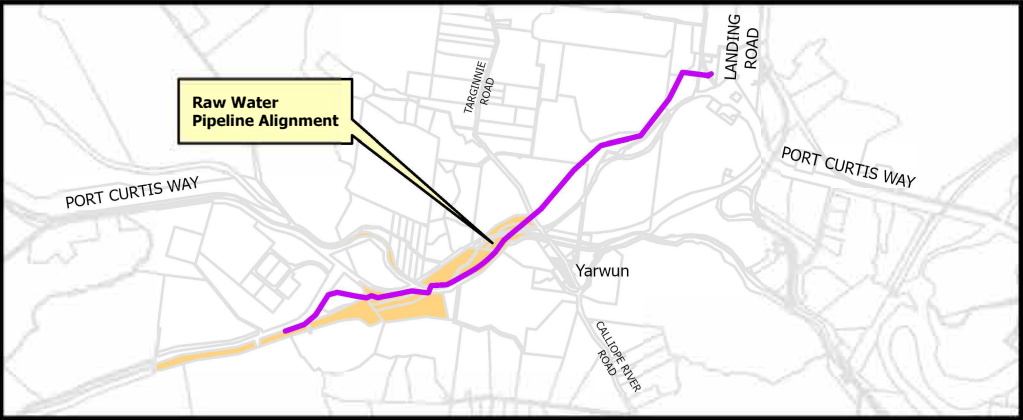 LANDING
ROAD
TARGINNIE
ROAD
Raw Water
Pipeline Alignment
PORT CURTIS WAY
PORT CURTIS WAY
Yarwun
CALLIOPE RIVER
ROAD